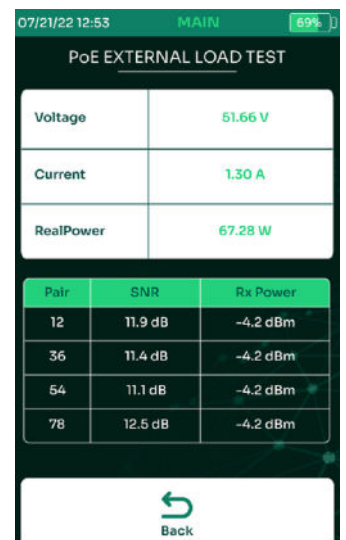 07/21/22 12:53 MAIN 69%
PoE EXTERNAL LOAD TEST
Voltage 51.66 V
Current 1.30 A
RealPower 67.28 W
Pair SNR Rx Power
12 11.9 dB -4.2 dBm
36 11.4 dB -4.2 dBm
54 11.1 dB -4.2 dBm
78 12.5 dB -4.2 dBm
Back